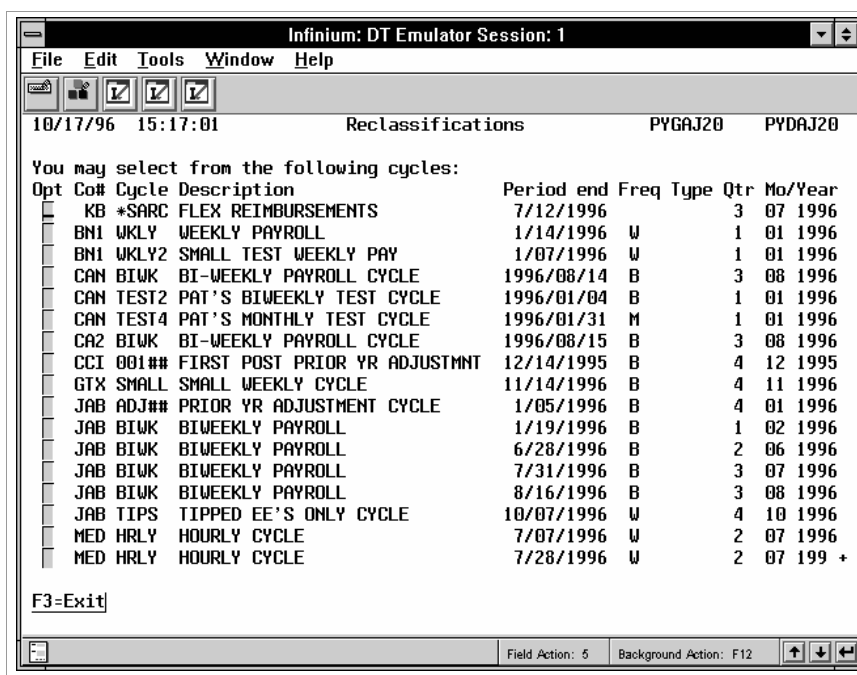 Infinium: DT Emulator Session: 1
File Edit Tools Window Help
10/17/96 15:17:01 Reclassifications PYGAJ20 PYDAJ20
You may select from the following cycles:
Opt Co# Cycle Description Period end Freq Type Qtr Mo/Year
KB *SARC FLEX REIMBURSEMENTS 7/12/1996 3 07 1996
BN1 WKLY WEEKLY PAYROLL 1/14/1996 W 1 01 1996
BN1 WKLY2 SMALL TEST WEEKLY PAY 1/07/1996 W 1 01 1996
CAN BIWK BI-WEEKLY PAYROLL CYCLE 1996/08/14 B 3 08 1996
CAN TEST2 PAT'S BIWEEKLY TEST CYCLE 1996/01/04 B 1 01 1996
CAN TEST4 PAT'S MONTHLY TEST CYCLE 1996/01/31 M 1 01 1996
CA2 BIWK BI-WEEKLY PAYROLL CYCLE 1996/08/15 B 3 08 1996
CCI 001## FIRST POST PRIOR YR ADJUSTMNT 12/14/1995 B 4 12 1995
GTX SMALL SMALL WEEKLY CYCLE 11/14/1996 B 4 11 1996
JAB ADJ## PRIOR YR ADJUSTMENT CYCLE 1/05/1996 B 4 01 1996
JAB BIWK BIWEEKLY PAYROLL 1/19/1996 B 1 02 1996
JAB BIWK BIWEEKLY PAYROLL 6/28/1996 B 2 06 1996
JAB BIWK BIWEEKLY PAYROLL 7/31/1996 B 3 07 1996
JAB BIWK BIWEEKLY PAYROLL 8/16/1996 B 3 08 1996
JAB TIPS TIPPED EE'S ONLY CYCLE 10/07/1996 W 4 10 1996
MED HRLY HOURLY CYCLE 7/07/1996 W 2 07 1996
MED HRLY HOURLY CYCLE 7/28/1996 W 2 07 199 +
F3=Exit
Field Action: 5 Background Action: F12